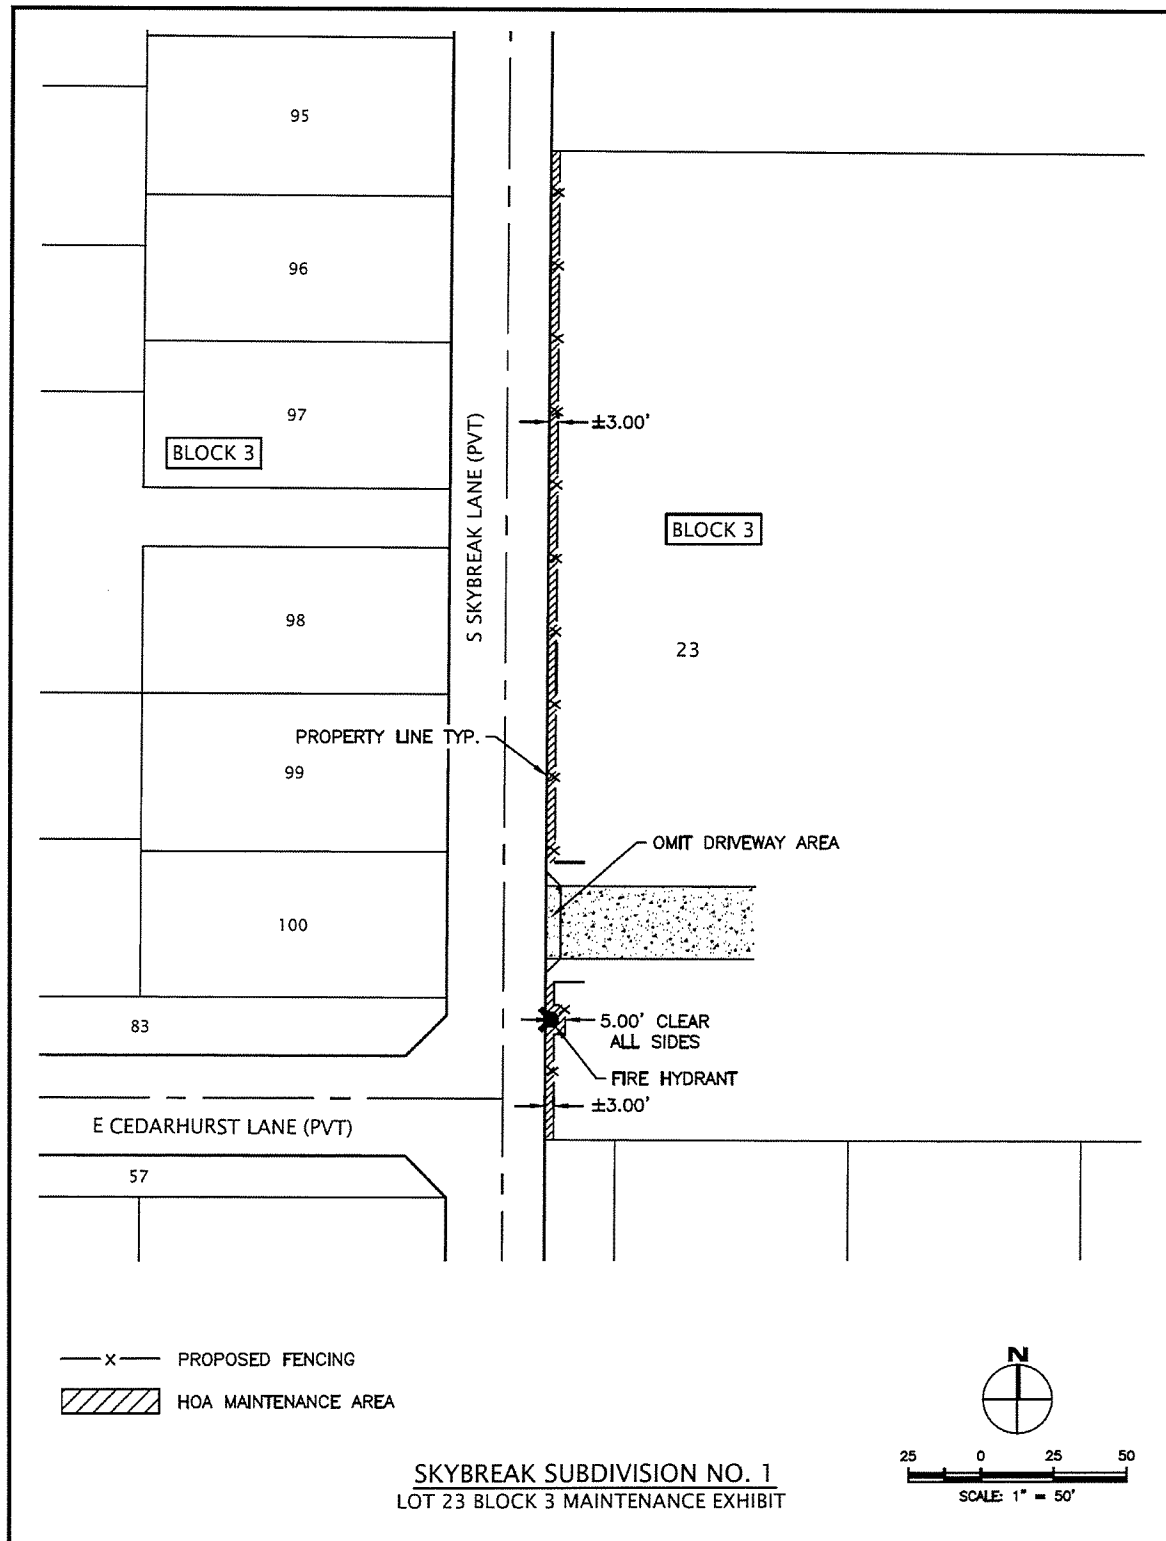 95
96
97
BLOCK 3
S SKYBREAK LANE (PVT)
±3.00'
BLOCK 3
98
23
PROPERTY LINE TYP.
99
OMIT DRIVEWAY AREA
100
83
5.00' CLEAR
ALL SIDES
FIRE HYDRANT
±3.00'
E CEDARHURST LANE (PVT)
57
x PROPOSED FENCING
HOA MAINTENANCE AREA
N
25 0 25 50
SCALE: 1" = 50'
SKYBREAK SUBDIVISION NO. 1
LOT 23 BLOCK 3 MAINTENANCE EXHIBIT